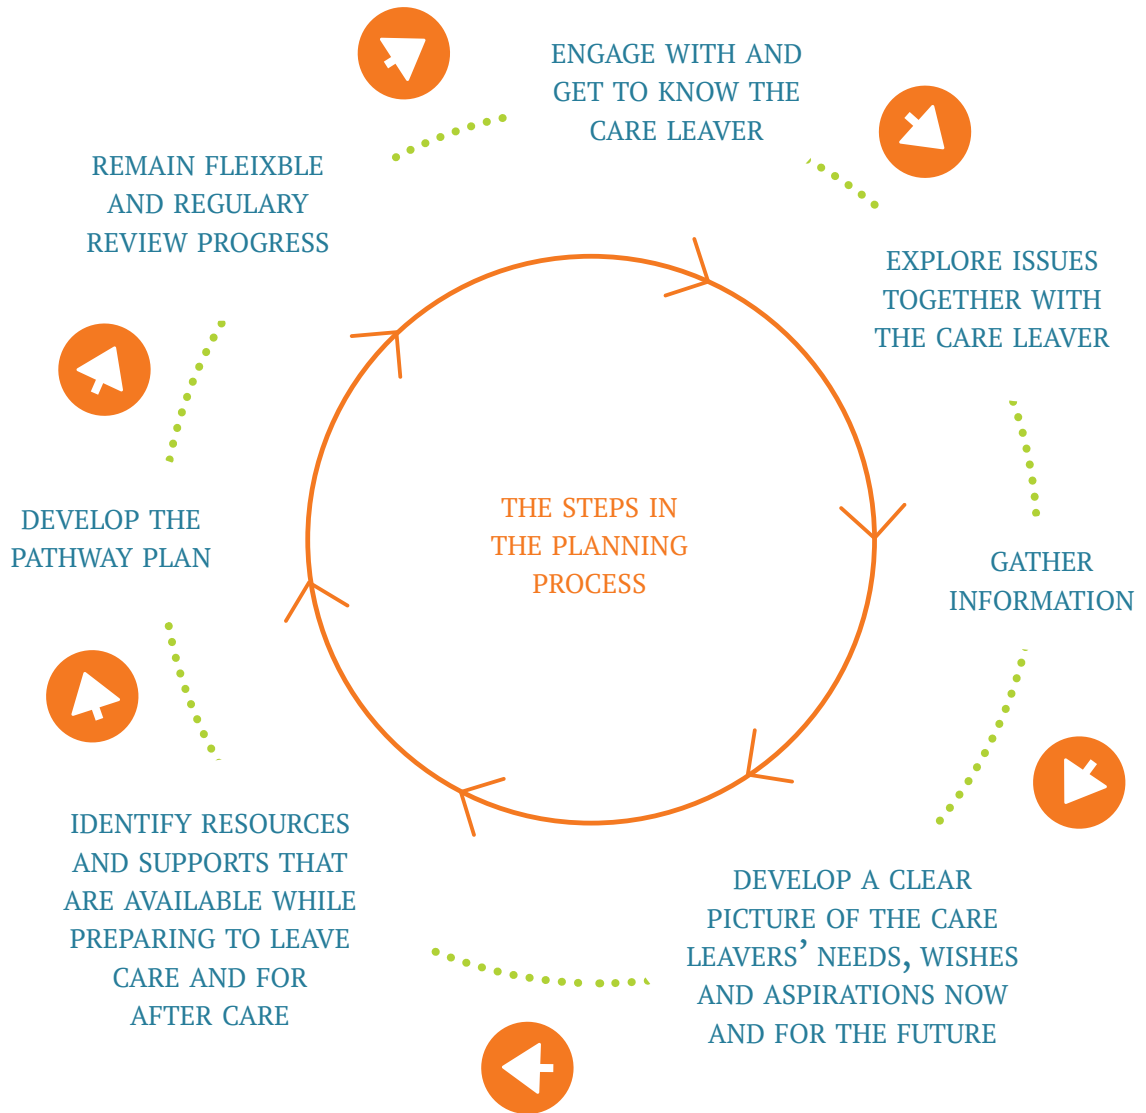 ENGAGE WITH AND
GET TO KNOW THE
CARE LEAVER
EXPLORE ISSUES
TOGETHER WITH
THE CARE LEAVER
GATHER
INFORMATION
DEVELOP A CLEAR
PICTURE OF THE CARE
LEAVERS’ NEEDS, WISHES
AND ASPIRATIONS NOW
AND FOR THE FUTURE
IDENTIFY RESOURCES
AND SUPPORTS THAT
ARE AVAILABLE WHILE
PREPARING TO LEAVE
CARE AND FOR
AFTER CARE
DEVELOP THE
PATHWAY PLAN
REMAIN FLEIXBLE
AND REGULARY
REVIEW PROGRESS
THE STEPS IN
THE PLANNING
PROCESS